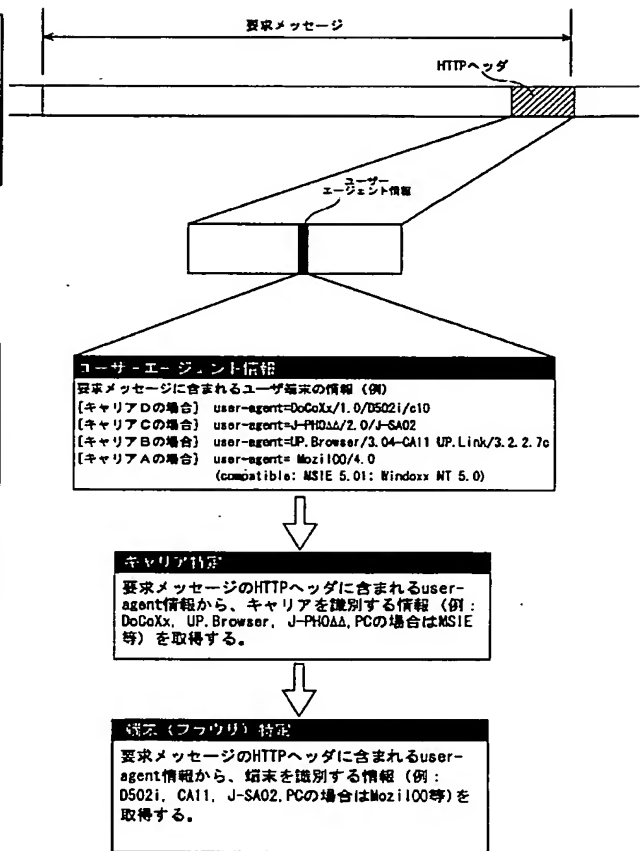 要求メッセージ
HTTPヘッダ
ユーザー
エージェント情報
ユーザーエージェント情報
要求メッセージに含まれるユーザ端末の情報 (例)
[キャリアDの場合] user-agent=DoCoXx/1.0/D502i/c10
[キャリアCの場合] user-agent=J-PHO△△/2.0/J-SA02
[キャリアBの場合] user-agent=UP.Browser/3.04-CA11 UP.Link/3.2.2.7c
[キャリアAの場合] user-agent= MozilOO/4.0
(compatible: MSIE 5.01: Windoxx NT 5.0)
キャリア特定
要求メッセージのHTTPヘッダに含まれるuser-
agent情報から、キャリアを識別する情報 (例:
DoCoXx, UP.Browser, J-PHO△△,PCの場合はMSIE
等) を取得する。
端末 (ブラウザ) 特定
要求メッセージのHTTPヘッダに含まれるuser-
agent情報から、端末を識別する情報 (例:
D502i, CA11, J-SA02,PCの場合はMozilOO等)を
取得する。